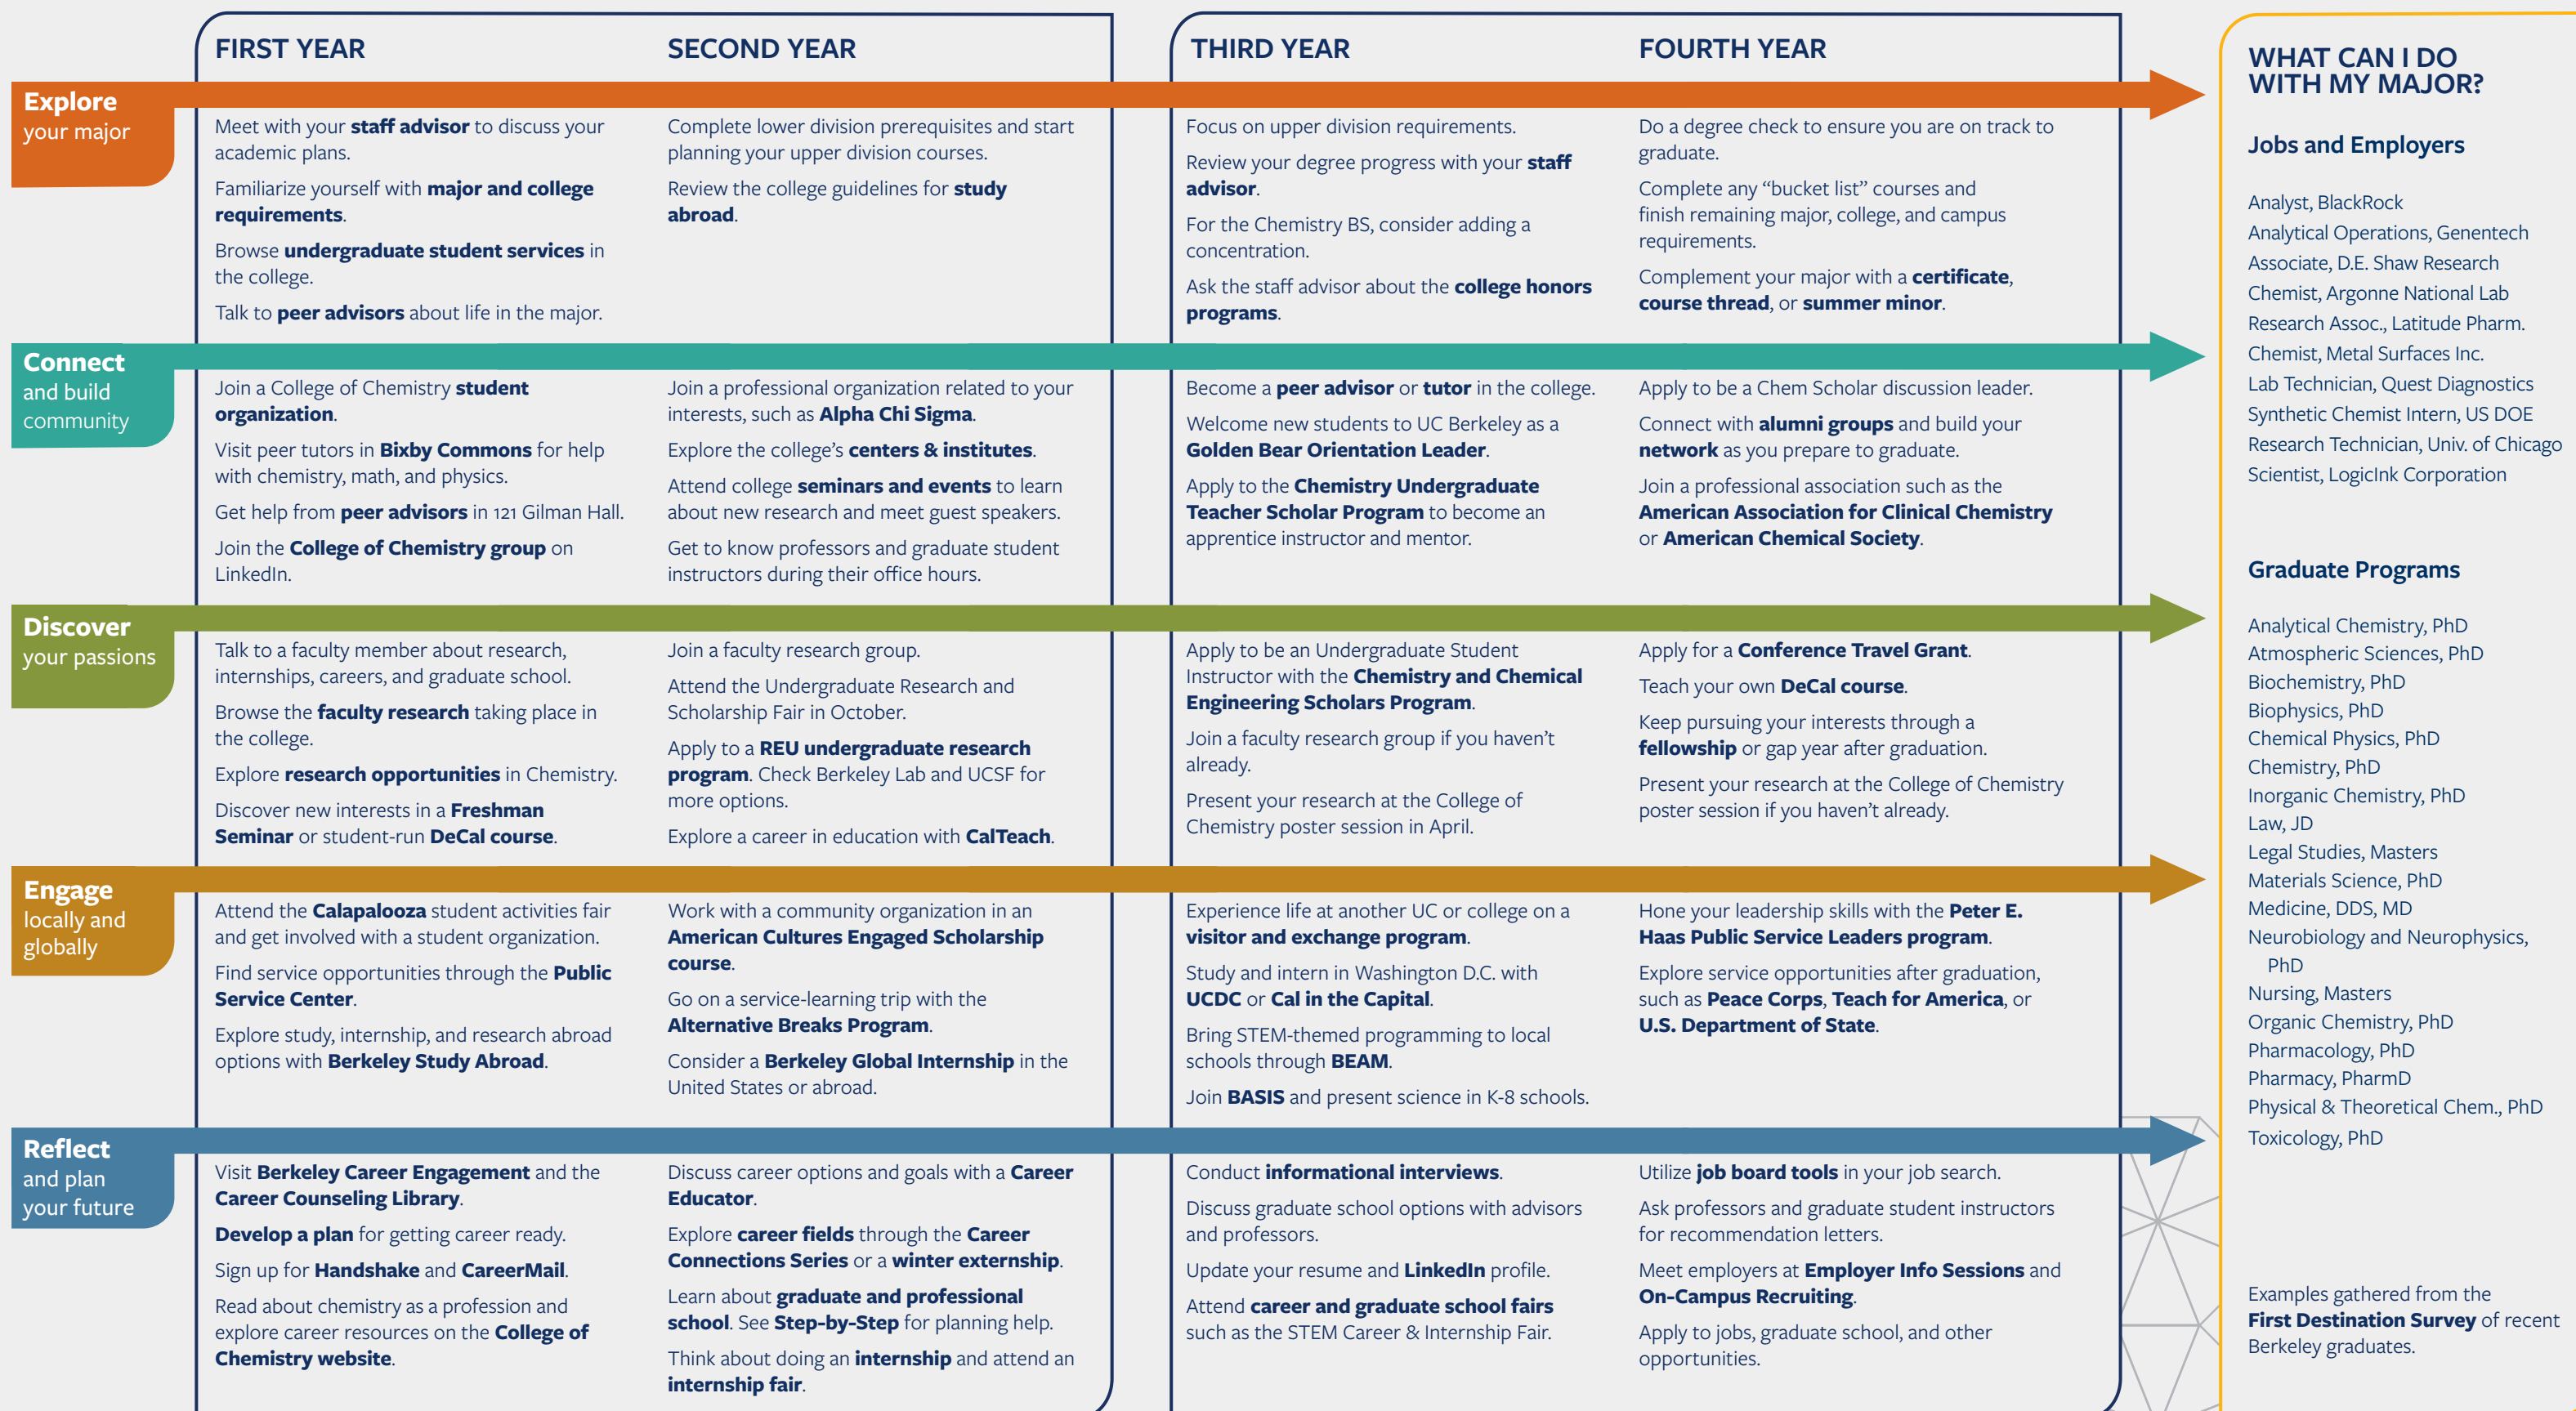 FIRST YEAR
SECOND YEAR
THIRD YEAR
FOURTH YEAR
Explore
your major
Meet with your staff advisor to discuss your
academic plans.
Familiarize yourself with major and college
requirements.
Browse undergraduate student services in
the college.
Talk to peer advisors about life in the major.
Complete lower division prerequisites and start
planning your upper division courses.
Review the college guidelines for study
abroad.
Focus on upper division requirements.
Review your degree progress with your staff
advisor.
For the Chemistry BS, consider adding a
concentration.
Ask the staff advisor about the college honors
programs.
Do a degree check to ensure you are on track to
graduate.
Complete any “bucket list” courses and
finish remaining major, college, and campus
requirements.
Complement your major with a certificate,
course thread, or summer minor.
Connect
and build
community
Join a College of Chemistry student
organization.
Visit peer tutors in Bixby Commons for help
with chemistry, math, and physics.
Get help from peer advisors in 121 Gilman Hall.
Join the College of Chemistry group on
LinkedIn.
Join a professional organization related to your
interests, such as Alpha Chi Sigma.
Explore the college’s centers & institutes.
Attend college seminars and events to learn
about new research and meet guest speakers.
Get to know professors and graduate student
instructors during their office hours.
Become a peer advisor or tutor in the college.
Welcome new students to UC Berkeley as a
Golden Bear Orientation Leader.
Apply to the Chemistry Undergraduate
Teacher Scholar Program to become an
apprentice instructor and mentor.
Apply to be a Chem Scholar discussion leader.
Connect with alumni groups and build your
network as you prepare to graduate.
Join a professional association such as the
American Association for Clinical Chemistry
or American Chemical Society.
Discover
your passions
Talk to a faculty member about research,
internships, careers, and graduate school.
Browse the faculty research taking place in
the college.
Explore research opportunities in Chemistry.
Discover new interests in a Freshman
Seminar or student-run DeCal course.
Join a faculty research group.
Attend the Undergraduate Research and
Scholarship Fair in October.
Apply to a REU undergraduate research
program. Check Berkeley Lab and UCSF for
more options.
Explore a career in education with CalTeach.
Apply to be an Undergraduate Student
Instructor with the Chemistry and Chemical
Engineering Scholars Program.
Join a faculty research group if you haven’t
already.
Present your research at the College of
Chemistry poster session in April.
Apply for a Conference Travel Grant.
Teach your own DeCal course.
Keep pursuing your interests through a
fellowship or gap year after graduation.
Present your research at the College of Chemistry
poster session if you haven’t already.
Engage
locally and
globally
Attend the Calapalooza student activities fair
and get involved with a student organization.
Find service opportunities through the Public
Service Center.
Explore study, internship, and research abroad
options with Berkeley Study Abroad.
Work with a community organization in an
American Cultures Engaged Scholarship
course.
Go on a service-learning trip with the
Alternative Breaks Program.
Consider a Berkeley Global Internship in the
United States or abroad.
Experience life at another UC or college on a
visitor and exchange program.
Study and intern in Washington D.C. with
UCDC or Cal in the Capital.
Bring STEM-themed programming to local
schools through BEAM.
Join BASIS and present science in K-8 schools.
Hone your leadership skills with the Peter E.
Haas Public Service Leaders program.
Explore service opportunities after graduation,
such as Peace Corps, Teach for America, or
U.S. Department of State.
Reflect
and plan
your future
Visit Berkeley Career Engagement and the
Career Counseling Library.
Develop a plan for getting career ready.
Sign up for Handshake and CareerMail.
Read about chemistry as a profession and
explore career resources on the College of
Chemistry website.
Discuss career options and goals with a Career
Educator.
Explore career fields through the Career
Connections Series or a winter externship.
Learn about graduate and professional
school. See Step-by-Step for planning help.
Think about doing an internship and attend an
internship fair.
Conduct informational interviews.
Discuss graduate school options with advisors
and professors.
Update your resume and LinkedIn profile.
Attend career and graduate school fairs
such as the STEM Career & Internship Fair.
Utilize job board tools in your job search.
Ask professors and graduate student instructors
for recommendation letters.
Meet employers at Employer Info Sessions and
On-Campus Recruiting.
Apply to jobs, graduate school, and other
opportunities.
WHAT CAN I DO
WITH MY MAJOR?
Jobs and Employers
Analyst, BlackRock
Analytical Operations, Genentech
Associate, D.E. Shaw Research
Chemist, Argonne National Lab
Research Assoc., Latitude Pharm.
Chemist, Metal Surfaces Inc.
Lab Technician, Quest Diagnostics
Synthetic Chemist Intern, US DOE
Research Technician, Univ. of Chicago
Scientist, LogicInk Corporation
Graduate Programs
Analytical Chemistry, PhD
Atmospheric Sciences, PhD
Biochemistry, PhD
Biophysics, PhD
Chemical Physics, PhD
Chemistry, PhD
Inorganic Chemistry, PhD
Law, JD
Legal Studies, Masters
Materials Science, PhD
Medicine, DDS, MD
Neurobiology and Neurophysics,
PhD
Nursing, Masters
Organic Chemistry, PhD
Pharmacology, PhD
Pharmacy, PharmD
Physical & Theoretical Chem., PhD
Toxicology, PhD
Examples gathered from the
First Destination Survey of recent
Berkeley graduates.